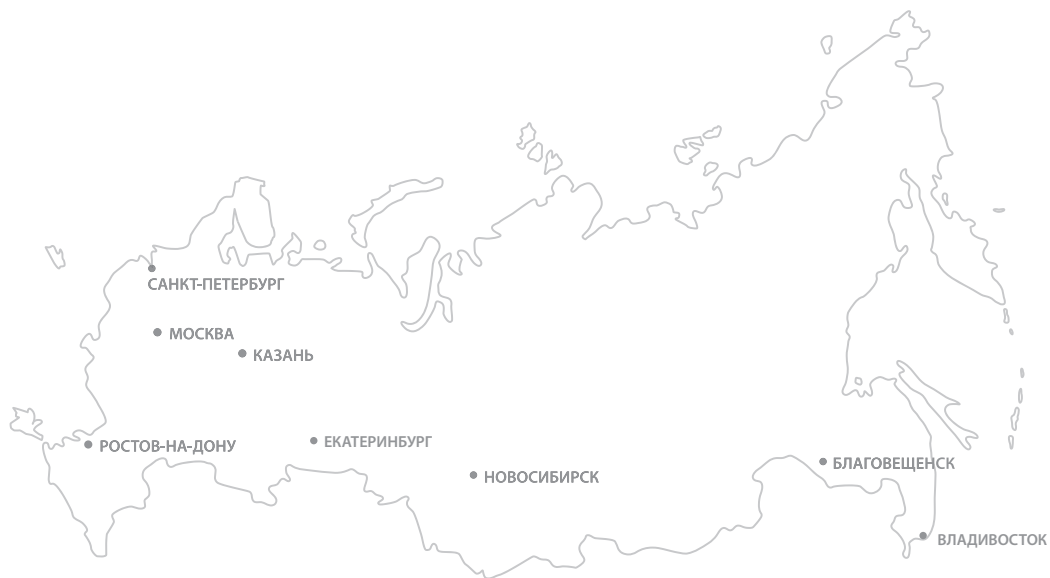 САНКТ-ПЕТЕРБУРГ
МОСКВА
КАЗАНЬ
РОСТОВ-НА-ДОНУ
ЕКАТЕРИНБУРГ
НОВОСИБИРСК
БЛАГОВЕЩЕНСК
ВЛАДИВОСТОК